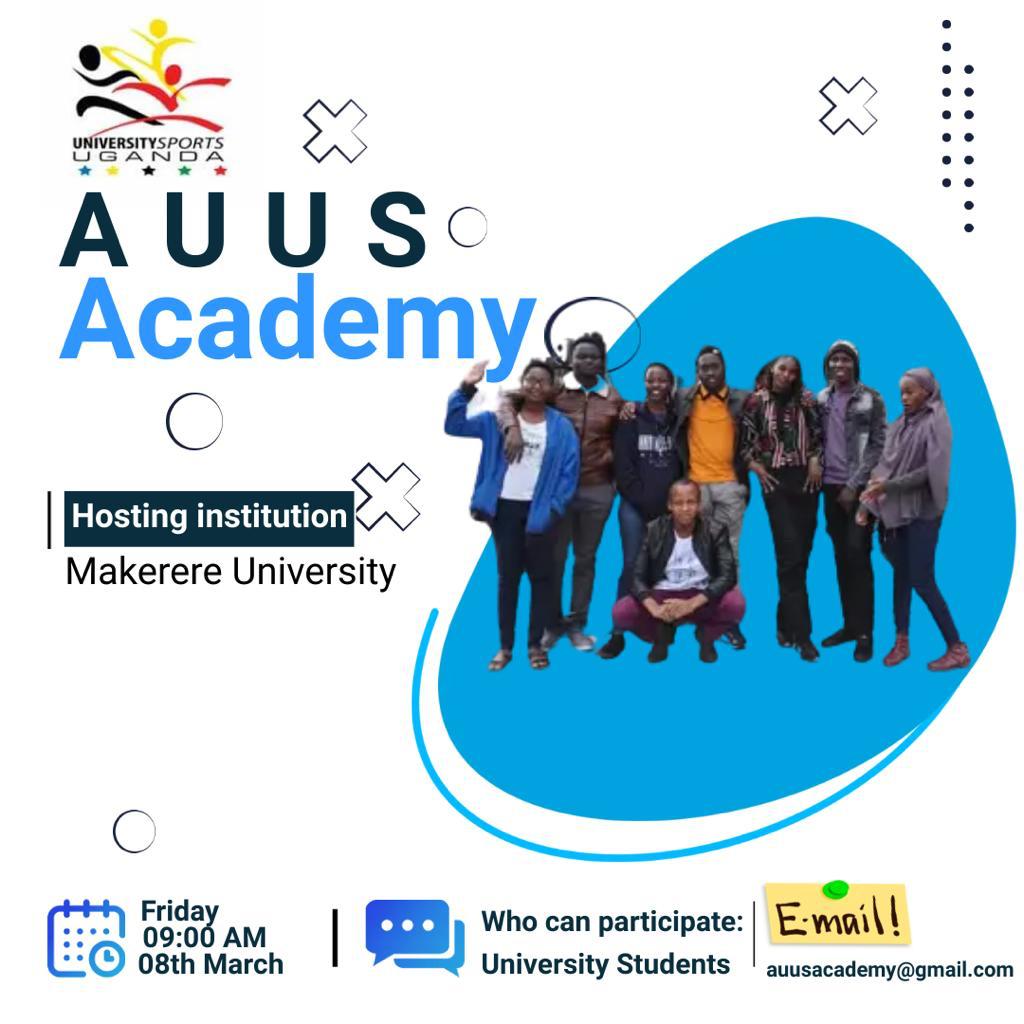 UNIVERSITYSPORTS
UGANDA
AUUS
Academy
Hosting institution
Makerere University
Friday
09:00 AM
08th March
Who can participate:
University Students
E-mail!
auusacademy@gmail.com